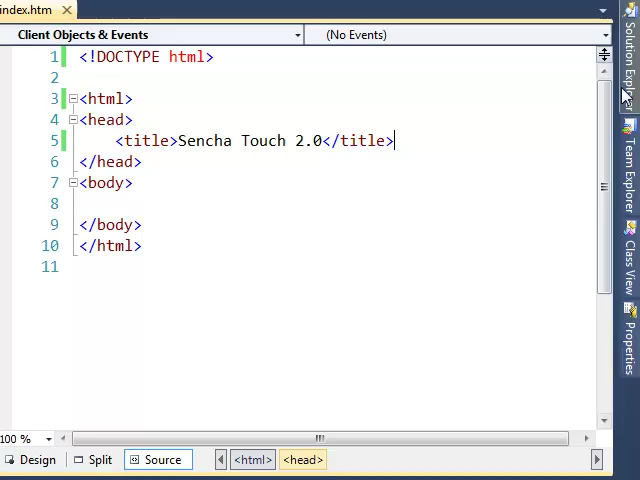 index.htm
Client Objects & Events
(No Events)
1 <!DOCTYPE html>
2
3 <html>
4 <head>
5 <title>Sencha Touch 2.0</title>
6 </head>
7 <body>
8
9 </body>
10 </html>
11
100 %
Design
Split
Source
<html>
<head>
Solution Explorer
Team Explorer
Class View
Properties